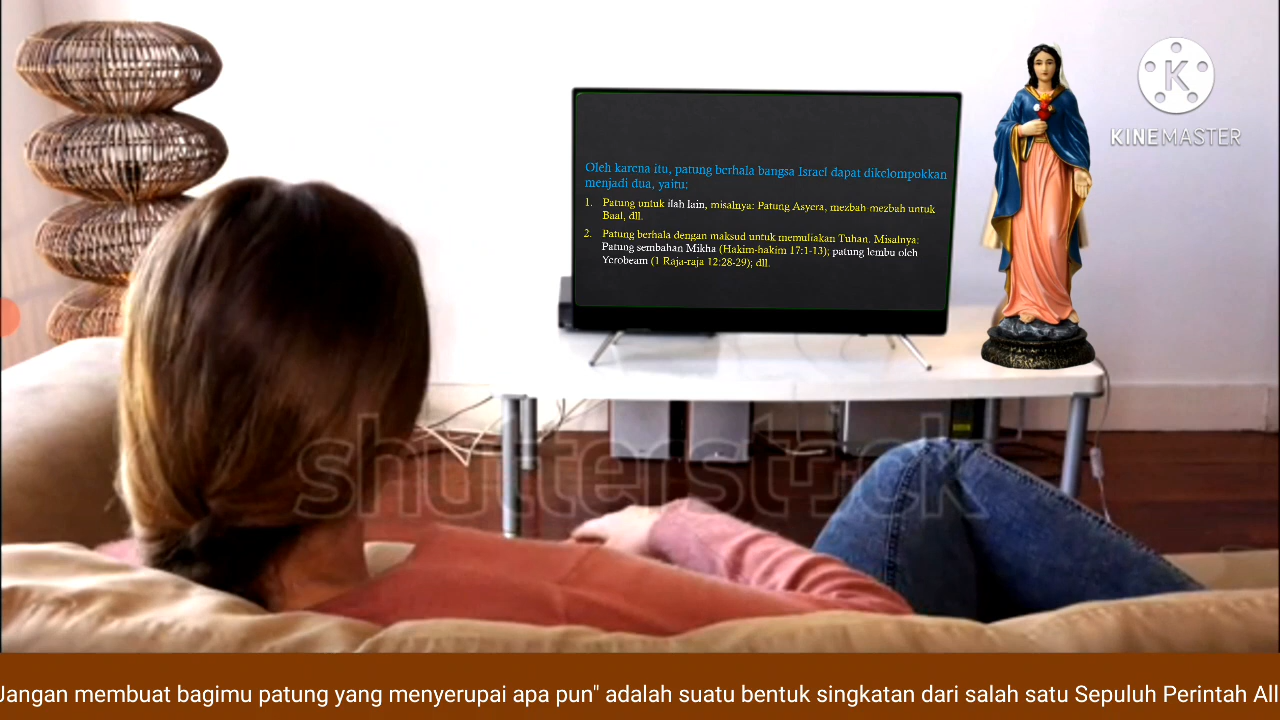 K
KINEMASTER
Oleh karena itu, patung berhala bangsa Israel dapat dikelompokkan
menjadi dua, yaitu:
1. Patung untuk ilah lain, misalnya: Patung Asyera, mezbah-mezbah untuk
Baal, dll.
2. Patung berhala dengan maksud untuk memuliakan Tuhan. Misalnya:
Patung sembahan Mikha (Hakim-hakim 17:1-13); patung lembu oleh
Yerobeam (1 Raja-raja 12:28-29); dll.
shutterstock
Jangan membuat bagimu patung yang menyerupai apa pun" adalah suatu bentuk singkatan dari salah satu Sepuluh Perintah All